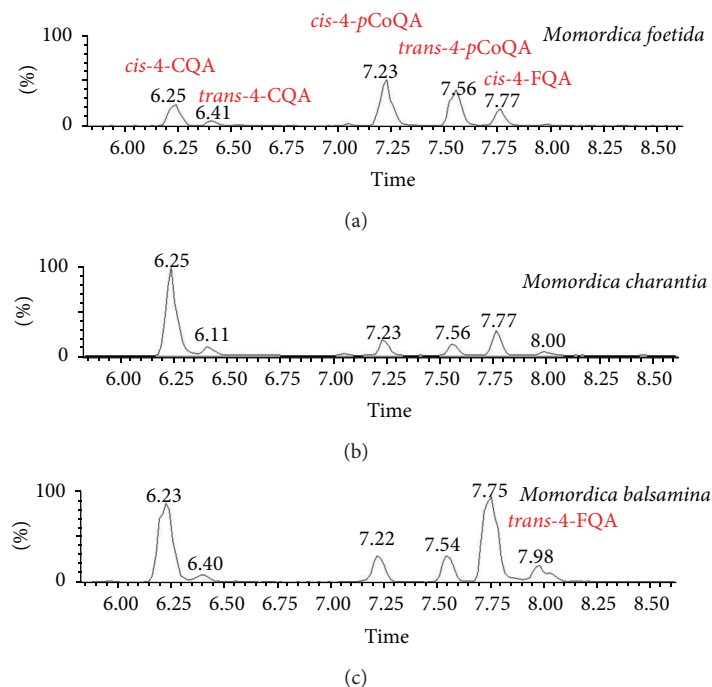 cis-4-pCoQA
Momordica foetida
trans-4-pCoQA
cis-4-CQA
cis-4-FQA
trans-4-CQA
100
(%)
0
6.25
6.41
7.23
7.56
7.77
6.00 6.25 6.50 6.75 7.00 7.25 7.50 7.75 8.00 8.25 8.50
Time
(a)
Momordica charantia
100
(%)
0
6.25
6.11
7.23
7.56
7.77
8.00
6.00 6.25 6.50 6.75 7.00 7.25 7.50 7.75 8.00 8.25 8.50
Time
(b)
Momordica balsamina
trans-4-FQA
100
(%)
0
6.23
6.40
7.22
7.54
7.75
7.98
6.00 6.25 6.50 6.75 7.00 7.25 7.50 7.75 8.00 8.25 8.50
Time
(c)